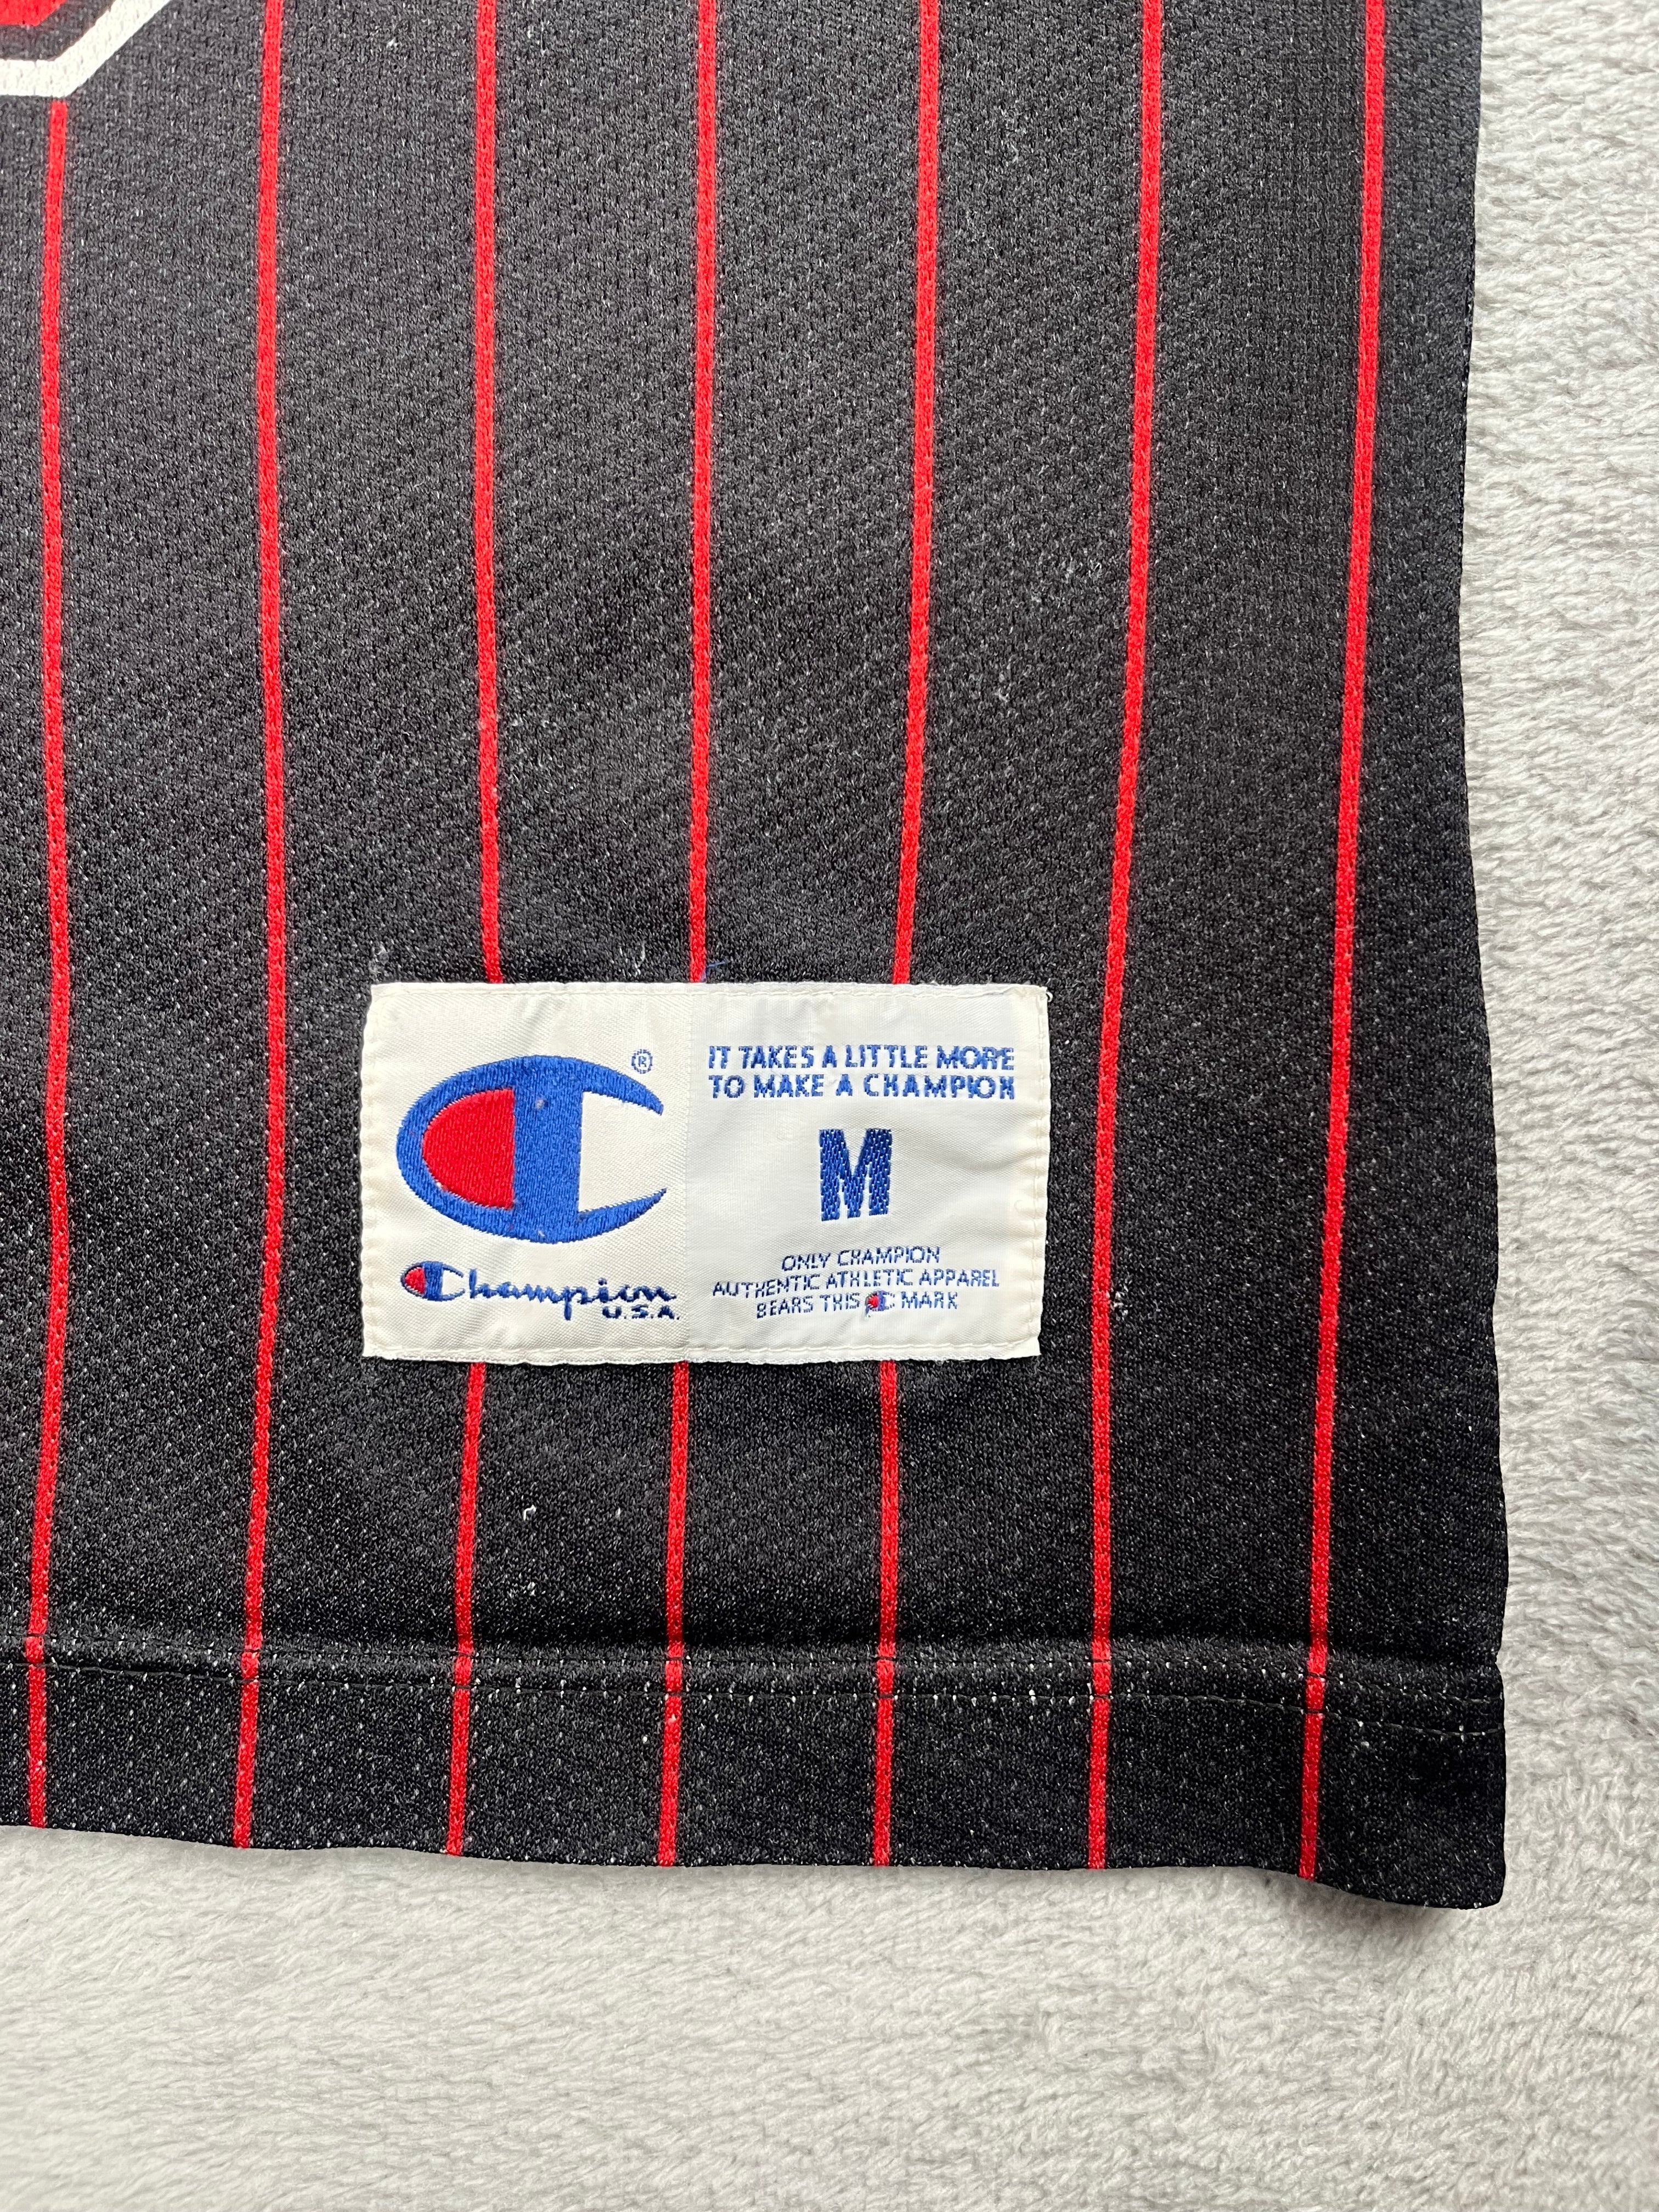 ®
Champion
U.S.A.
IT TAKES A LITTLE MORE
TO MAKE A CHAMPION
M
ONLY CHAMPION
AUTHENTIC ATHLETIC APPAREL
BEARS THIS C MARK